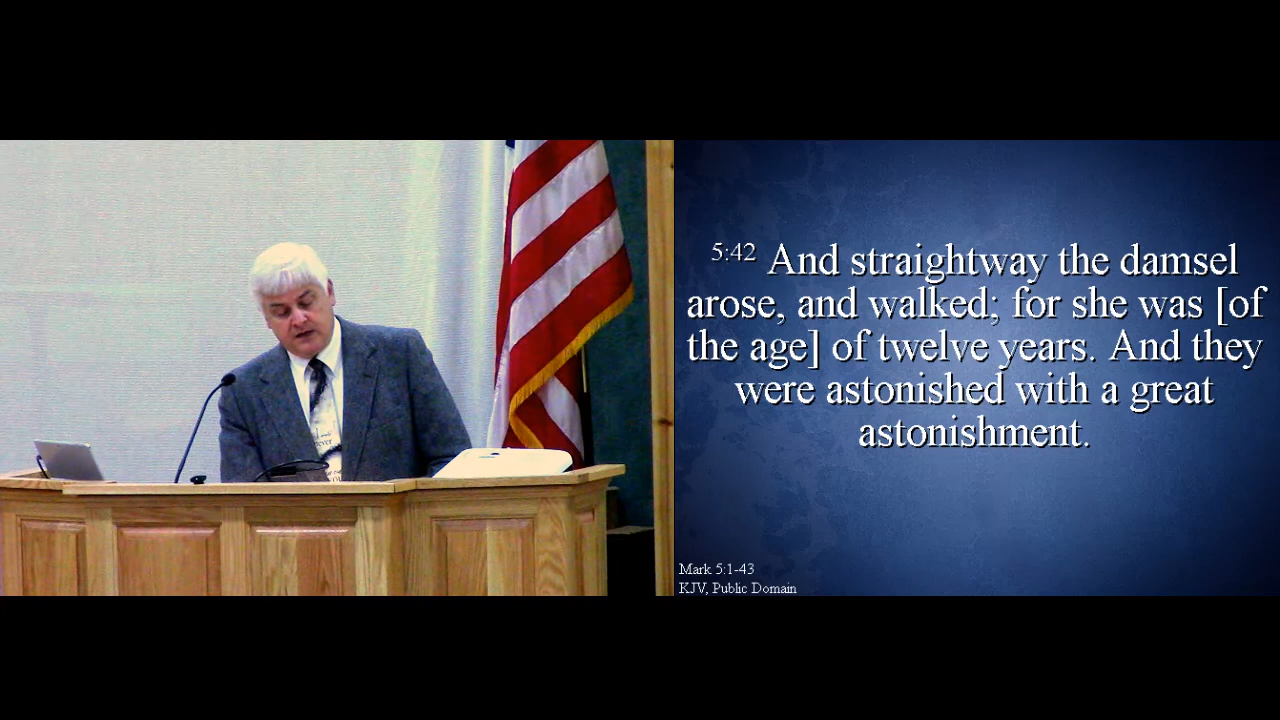 5:42 And straightway the damsel
arose, and walked; for she was [of
the age] of twelve years. And they
were astonished with a great
astonishment.
Mark 5:1-43
KJV, Public Domain